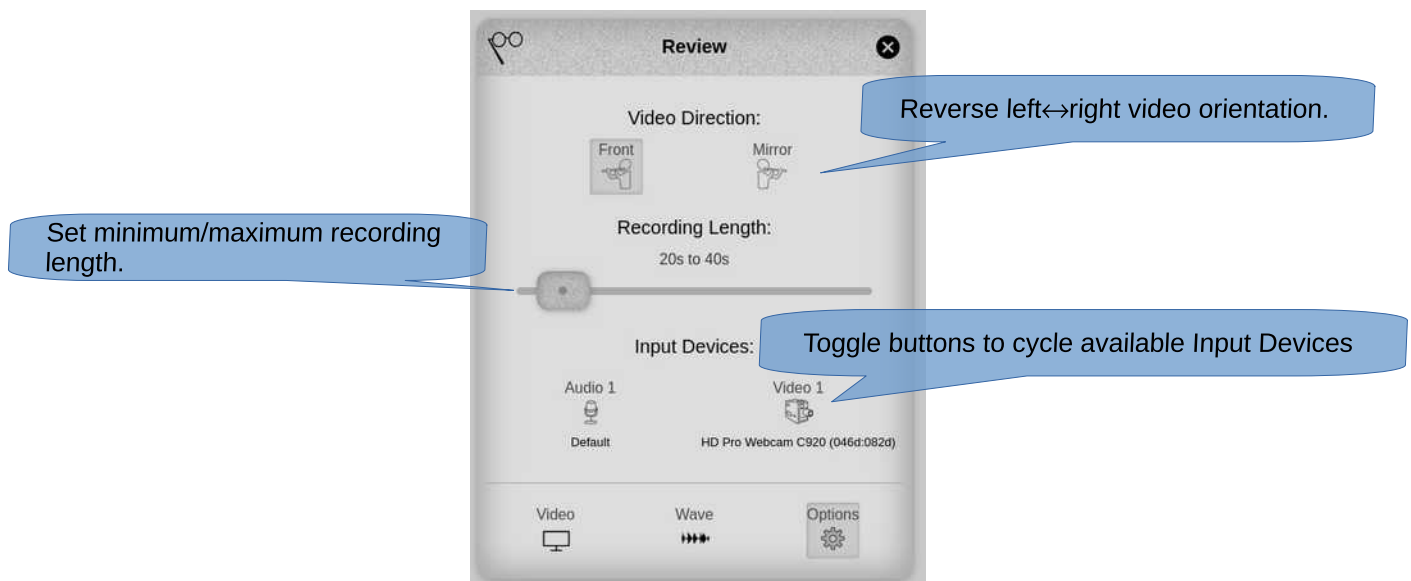 Review
Reverse left↔right video orientation.
Video Direction:
Front
Mirror
Set minimum/maximum recording
length.
Recording Length:
20s to 40s
Input Devices:
Toggle buttons to cycle available Input Devices
Audio 1
Video 1
Default
HD Pro Webcam C920 (046d:082d)
Video
Wave
Options